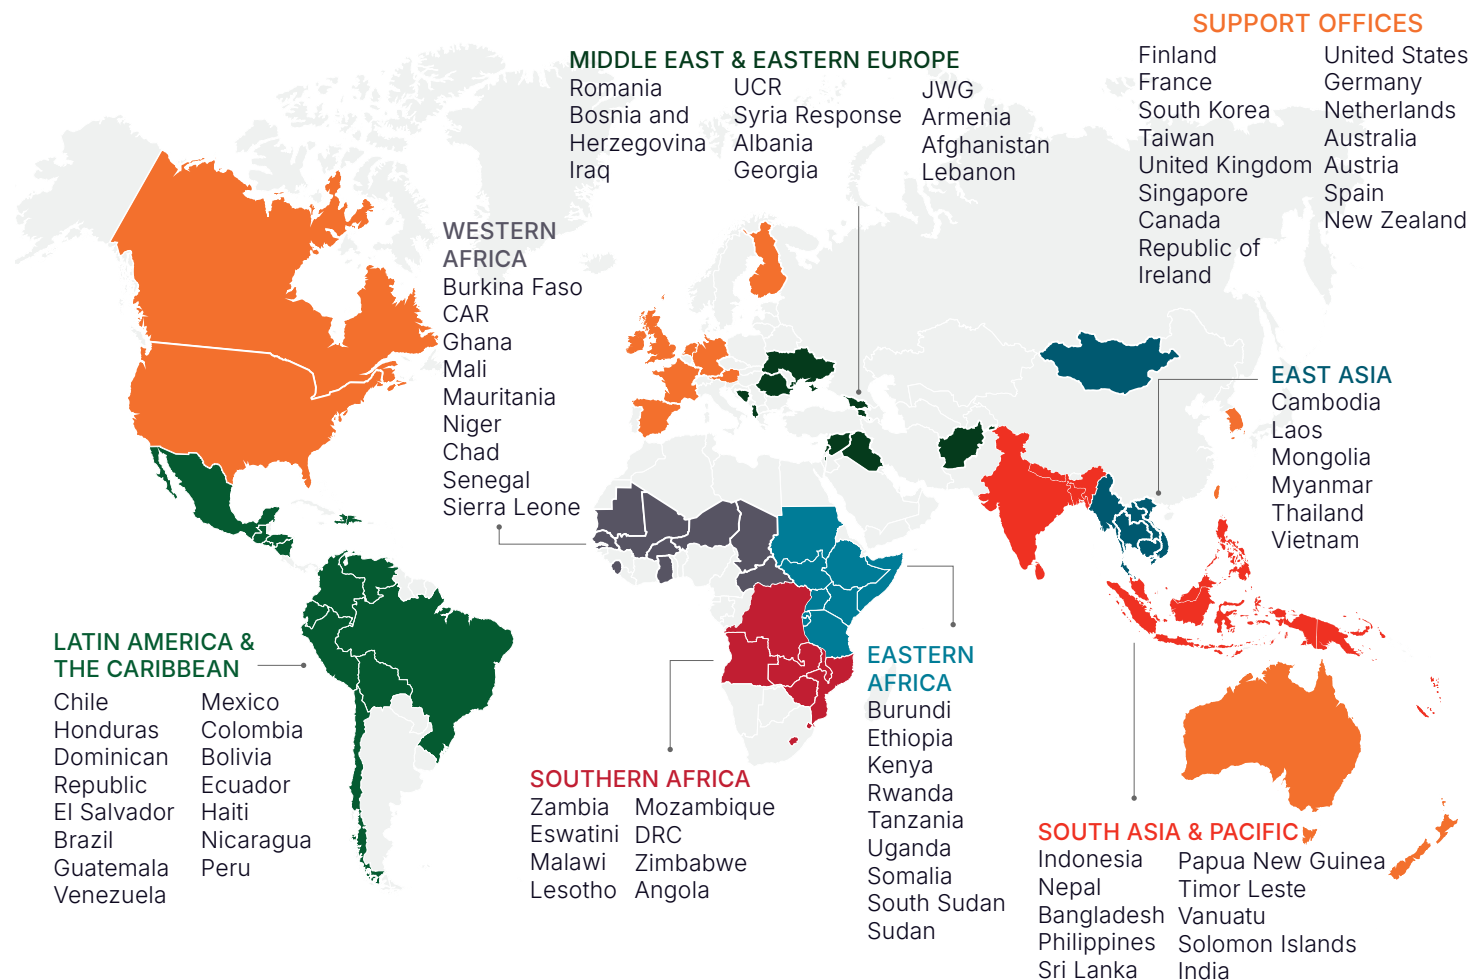 SUPPORT OFFICES
Finland
France
South Korea
Taiwan
United Kingdom
Singapore
Canada
Republic of
Ireland
United States
Germany
Netherlands
Australia
Austria
Spain
New Zealand
MIDDLE EAST & EASTERN EUROPE
Romania
Bosnia and
Herzegovina
Iraq
UCR
Syria Response
Albania
Georgia
JWG
Armenia
Afghanistan
Lebanon
WESTERN
AFRICA
Burkina Faso
CAR
Ghana
Mali
Mauritania
Niger
Chad
Senegal
Sierra Leone
EAST ASIA
Cambodia
Laos
Mongolia
Myanmar
Thailand
Vietnam
LATIN AMERICA &
THE CARIBBEAN
Chile
Honduras
Dominican
Republic
El Salvador
Brazil
Guatemala
Venezuela
Mexico
Colombia
Bolivia
Ecuador
Haiti
Nicaragua
Peru
SOUTHERN AFRICA
Zambia
Eswatini
Malawi
Lesotho
Mozambique
DRC
Zimbabwe
Angola
EASTERN
AFRICA
Burundi
Ethiopia
Kenya
Rwanda
Tanzania
Uganda
Somalia
South Sudan
Sudan
SOUTH ASIA & PACIFIC
Indonesia
Nepal
Bangladesh
Philippines
Sri Lanka
Papua New Guinea
Timor Leste
Vanuatu
Solomon Islands
India